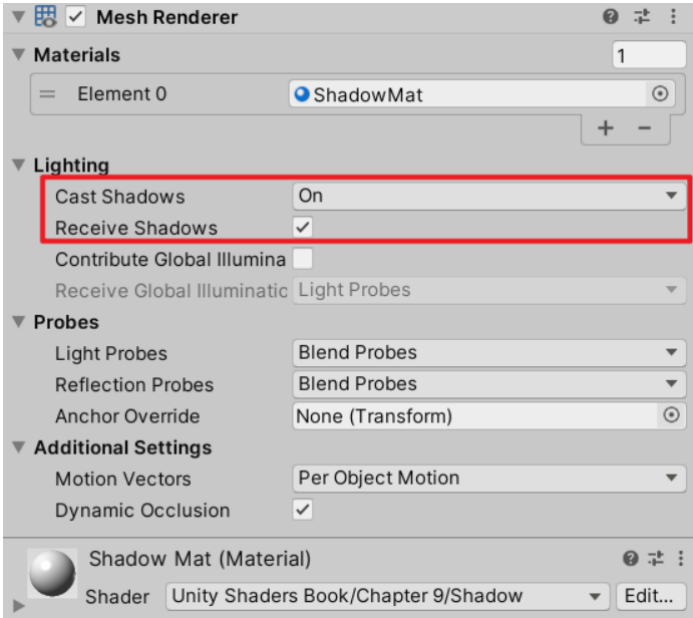 Mesh Renderer
Materials
1
Element 0
ShadowMat
Lighting
Cast Shadows
On
Receive Shadows
Contribute Global Illumina
Receive Global Illuminatic
Light Probes
Probes
Light Probes
Blend Probes
Reflection Probes
Blend Probes
Anchor Override
None (Transform)
Additional Settings
Motion Vectors
Per Object Motion
Dynamic Occlusion
Shadow Mat (Material)
Shader
Unity Shaders Book/Chapter 9/Shadow
Edit...